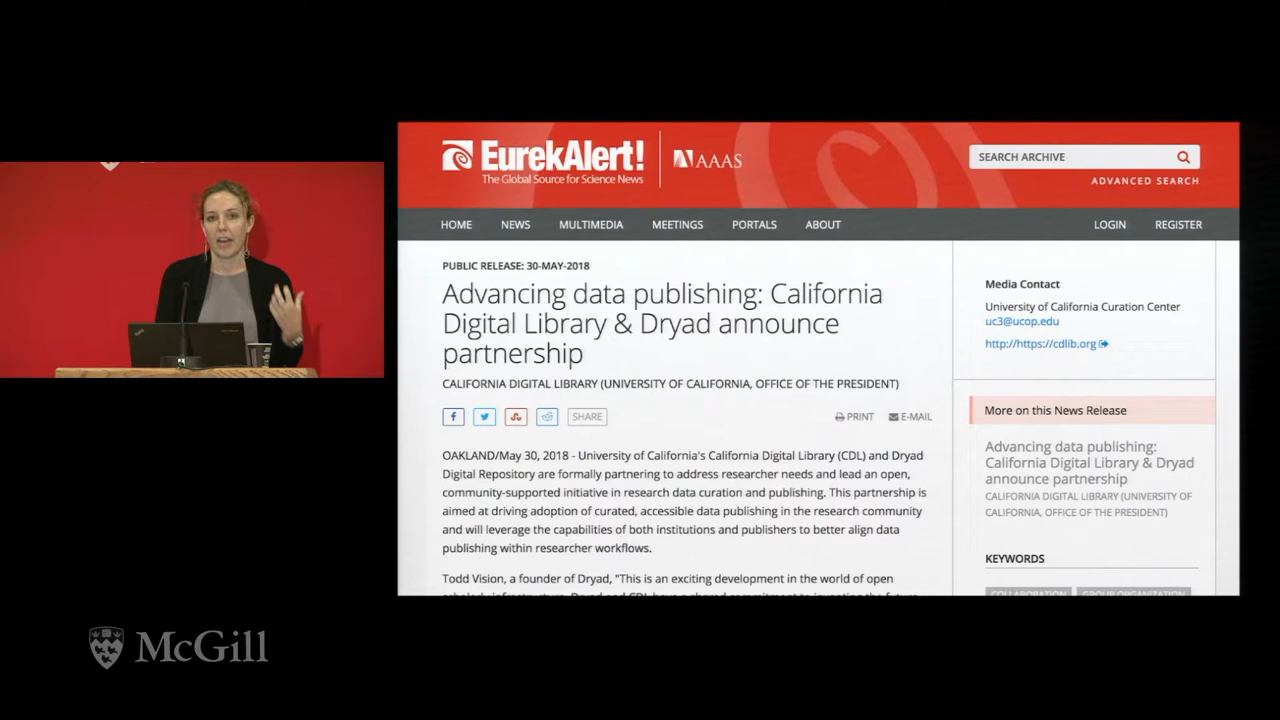 EurekAlert!
The Global Source for Science News
AAAS
SEARCH ARCHIVE
ADVANCED SEARCH
HOME NEWS MULTIMEDIA MEETINGS PORTALS ABOUT LOGIN REGISTER
PUBLIC RELEASE: 30-MAY-2018
Advancing data publishing: California
Digital Library & Dryad announce
partnership
CALIFORNIA DIGITAL LIBRARY (UNIVERSITY OF CALIFORNIA, OFFICE OF THE PRESIDENT)
SHARE PRINT E-MAIL
OAKLAND/May 30, 2018 - University of California's California Digital Library (CDL) and Dryad
Digital Repository are formally partnering to address researcher needs and lead an open,
community-supported initiative in research data curation and publishing. This partnership is
aimed at driving adoption of curated, accessible data publishing in the research community
and will leverage the capabilities of both institutions and publishers to better align data
publishing within researcher workflows.
Todd Vision, a founder of Dryad, "This is an exciting development in the world of open
Media Contact
University of California Curation Center
uc3@ucop.edu
http://https://cdlib.org
More on this News Release
Advancing data publishing:
California Digital Library & Dryad
announce partnership
CALIFORNIA DIGITAL LIBRARY (UNIVERSITY OF
CALIFORNIA, OFFICE OF THE PRESIDENT)
KEYWORDS
COLLABORATION GROUP ORGANIZATION
McGill